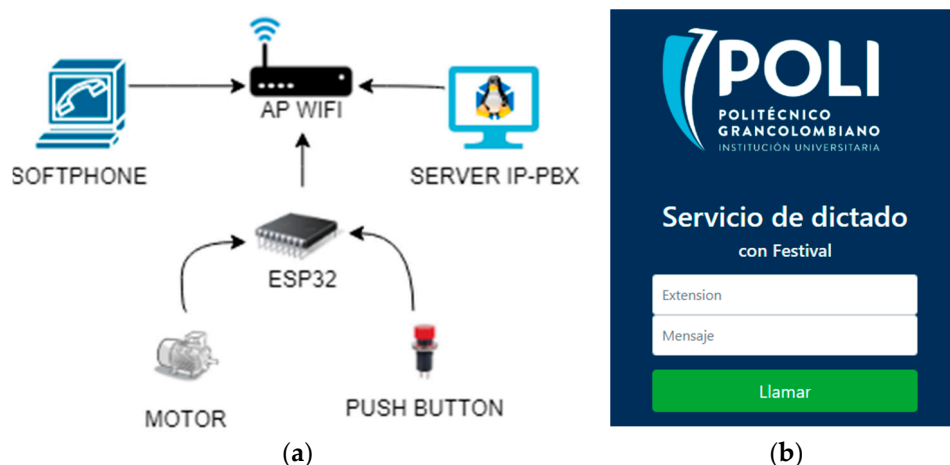 AP WIFI
SOFTPHONE
SERVER IP-PBX
ESP32
MOTOR
PUSH BUTTON
(a)
POLI
POLITÉCNICO
GRANCOLOMBIANO
INSTITUCIÓN UNIVERSITARIA
Servicio de dictado
con Festival
Extension
Mensaje
Llamar
(b)